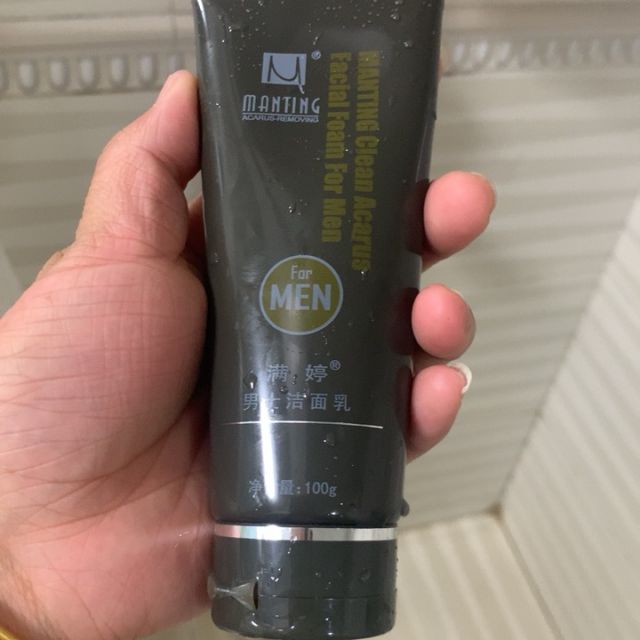 ®
MANTING
ACARUS-REMOVING
MANTING Clean Acarus
Facial Foam For Men
For
MEN
满 婷®
男士洁面乳
净含量:100g